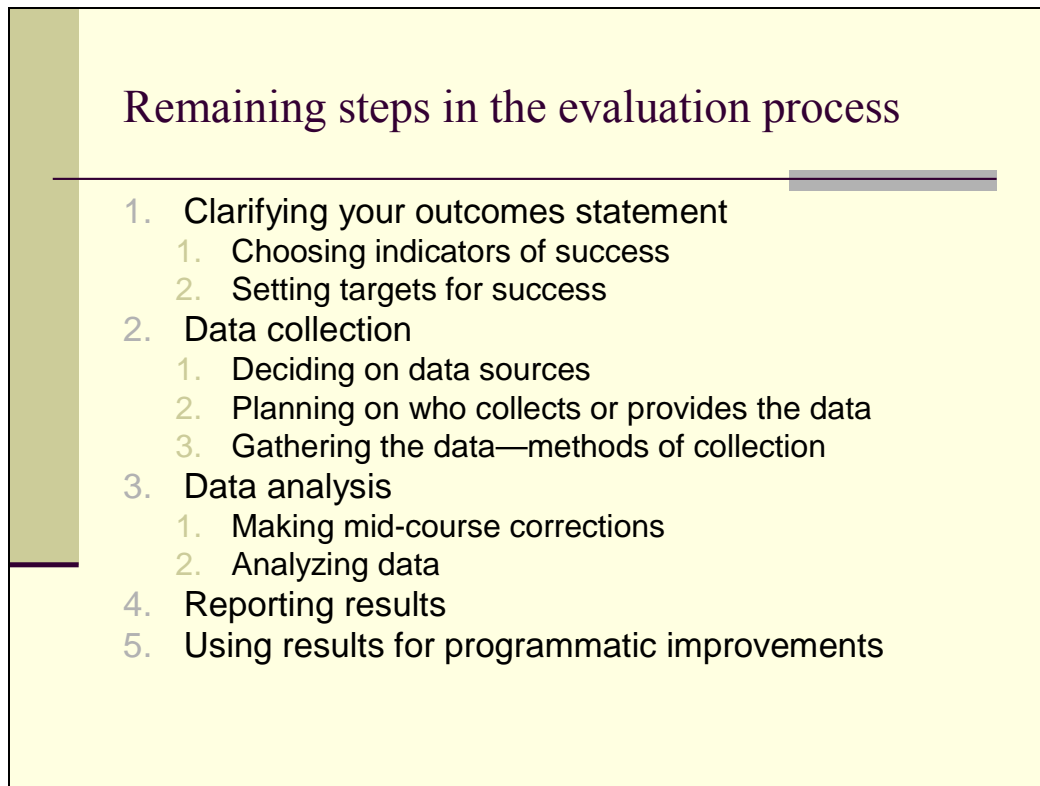 Remaining steps in the evaluation process
1. Clarifying your outcomes statement
1. Choosing indicators of success
2. Setting targets for success
2. Data collection
1. Deciding on data sources
2. Planning on who collects or provides the data
3. Gathering the data—methods of collection
3. Data analysis
1. Making mid-course corrections
2. Analyzing data
4. Reporting results
5. Using results for programmatic improvements